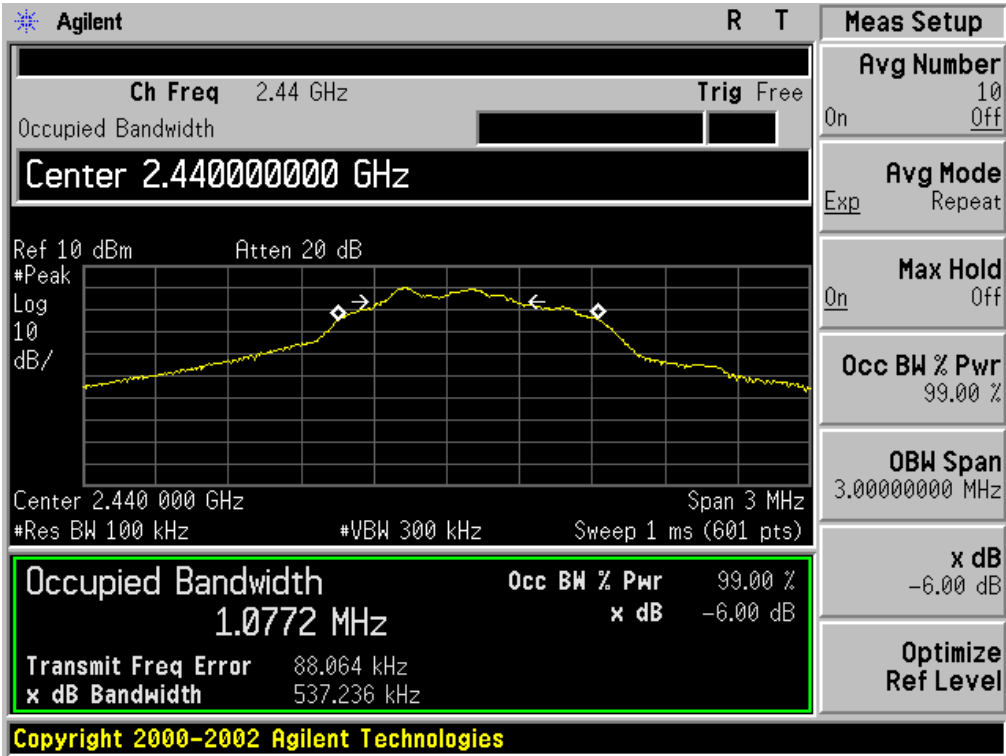 Agilent R T
Ch Freq 2.44 GHz Trig Free
Occupied Bandwidth
Center 2.440000000 GHz
Ref 10 dBm Atten 20 dB
#Peak
Log
10
dB/
Center 2.440 000 GHz Span 3 MHz
#Res BW 100 kHz #VBW 300 kHz Sweep 1 ms (601 pts)
Occupied Bandwidth
1.0772 MHz
Occ BW % Pwr 99.00 %
x dB -6.00 dB
Transmit Freq Error 88.064 kHz
x dB Bandwidth 537.236 kHz
Copyright 2000-2002 Agilent Technologies
Meas Setup
Avg Number
10
On Off
Avg Mode
Exp Repeat
Max Hold
On Off
Occ BW % Pwr
99.00 %
OBW Span
3.00000000 MHz
x dB
-6.00 dB
Optimize
Ref Level